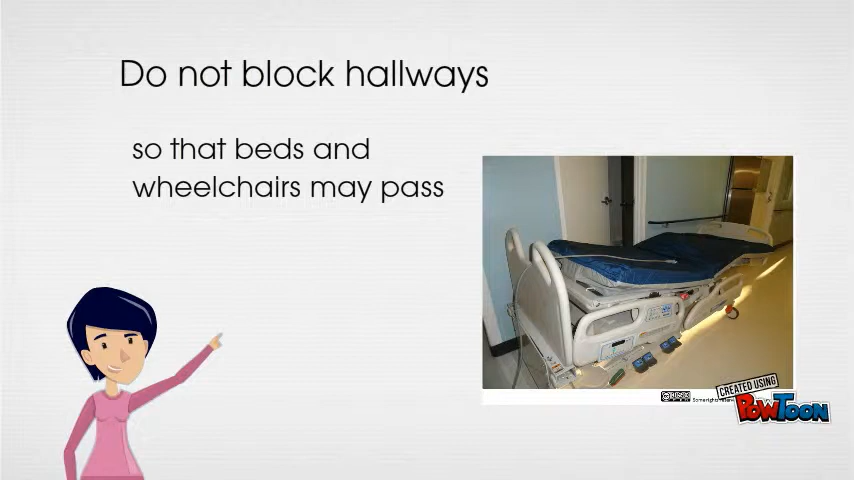 Do not block hallways
so that beds and
wheelchairs may pass
CREATED USING
POWTOON